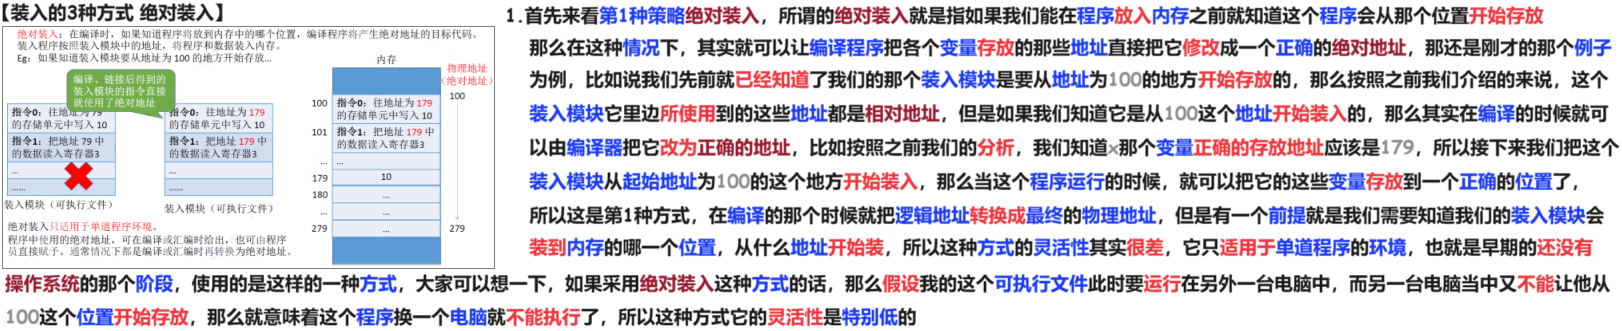 【装入的3种方式 绝对装入】
绝对装入：在编译时，如果知道程序将放到内存中的哪个位置，编译程序将产生绝对地址的目标代码。
装入程序按照装入模块中的地址，将程序和数据装入内存。
Eg：如果知道装入模块要从地址为 100 的地方开始存放...
编译、链接后得到的
装入模块的指令直接
就使用了绝对地址
指令0：往地址为 79
的存储单元中写入 10
指令1：把地址 79 中
的数据读入寄存器3
...
......
装入模块（可执行文件）
指令0：往地址为 179
的存储单元中写入 10
指令1：把地址 179 中
的数据读入寄存器3
...
......
装入模块（可执行文件）
内存
物理地址
（绝对地址）
100
指令0：往地址为 179
的存储单元中写入 10
100
101
指令1：把地址 179 中
的数据读入寄存器3
...
...
179
10
180
...
...
...
279
...
279
绝对装入只适用于单道程序环境。
程序中使用的绝对地址，可在编译或汇编时给出，也可由程序
员直接赋予。通常情况下都是编译或汇编时再转换为绝对地址。
1.首先来看第1种策略绝对装入，所谓的绝对装入就是指如果我们能在程序放入内存之前就知道这个程序会从那个位置开始存放
那么在这种情况下，其实就可以让编译程序把各个变量存放的那些地址直接把它修改成一个正确的绝对地址，那还是刚才的那个例子
为例，比如说我们先前就已经知道了我们的那个装入模块是要从地址为100的地方开始存放的，那么按照之前我们介绍的来说，这个
装入模块它里边所使用到的这些地址都是相对地址，但是如果我们知道它是从100这个地址开始装入的，那么其实在编译的时候就可
以由编译器把它改为正确的地址，比如按照之前我们的分析，我们知道x那个变量正确的存放地址应该是179，所以接下来我们把这个
装入模块从起始地址为100的这个地方开始装入，那么当这个程序运行的时候，就可以把它的这些变量存放到一个正确的位置了，
所以这是第1种方式，在编译的那个时候就把逻辑地址转换成最终的物理地址，但是有一个前提就是我们需要知道我们的装入模块会
装到内存的哪一个位置，从什么地址开始装，所以这种方式的灵活性其实很差，它只适用于单道程序的环境，也就是早期的还没有
操作系统的那个阶段，使用的是这样的一种方式，大家可以想一下，如果采用绝对装入这种方式的话，那么假设我的这个可执行文件此时要运行在另外一台电脑中，而另一台电脑当中又不能让他从
100这个位置开始存放，那么就意味着这个程序换一个电脑就不能执行了，所以这种方式它的灵活性是特别低的